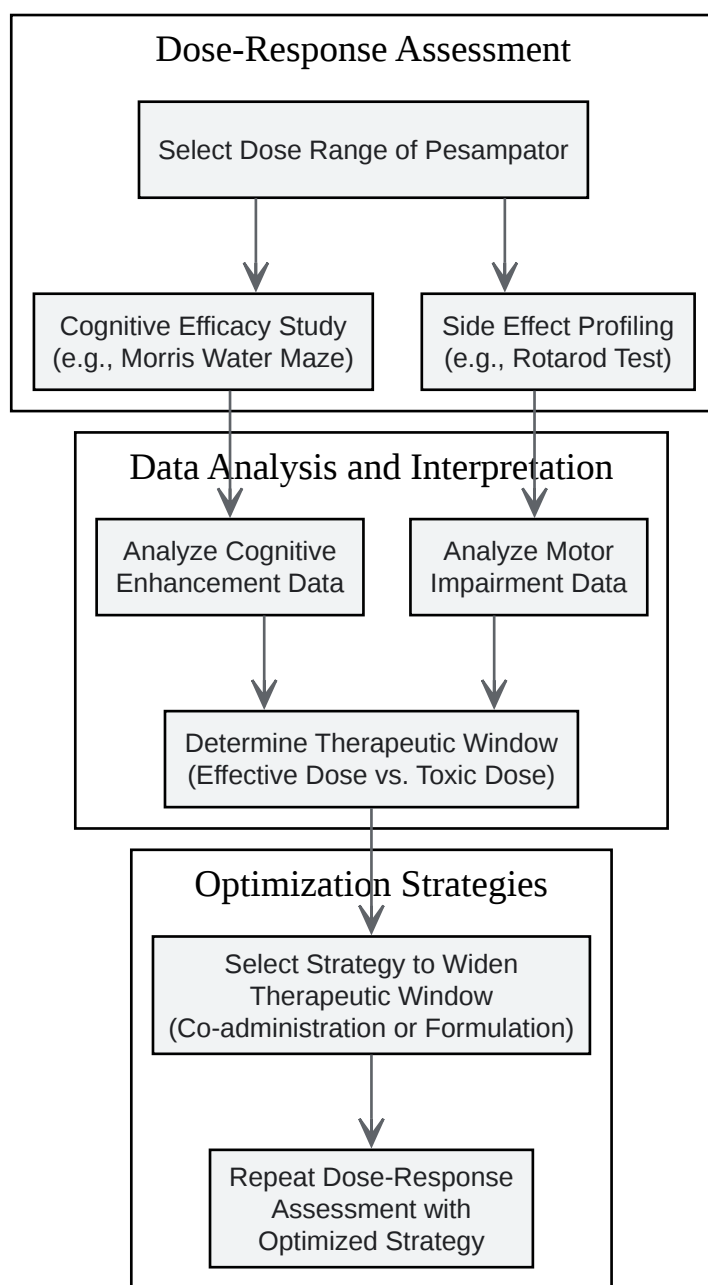 Dose-Response Assessment
Select Dose Range of Pesampator
Cognitive Efficacy Study
(e.g., Morris Water Maze)
Side Effect Profiling
(e.g., Rotarod Test)
Data Analysis and Interpretation
Analyze Cognitive
Enhancement Data
Analyze Motor
Impairment Data
Determine Therapeutic Window
(Effective Dose vs. Toxic Dose)
Optimization Strategies
Select Strategy to Widen
Therapeutic Window
(Co-administration or Formulation)
Repeat Dose-Response
Assessment with
Optimized Strategy